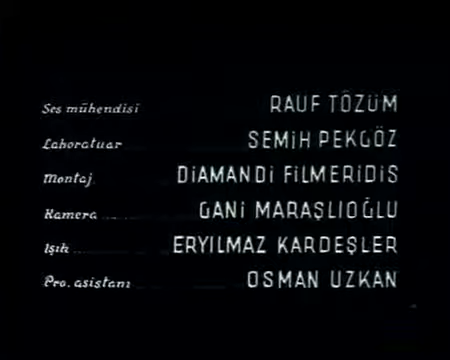 Ses mühendisi RAUF TÖZÜM
Laboratuar SEMİH PEKGÖZ
Montaj DİAMANDİ FİLMERİDİS
Kamera ...... GANİ MARAŞLIOĞLU
Işık ... ERYILMAZ KARDEŞLER
Pro. asistanı OSMAN UZKAN